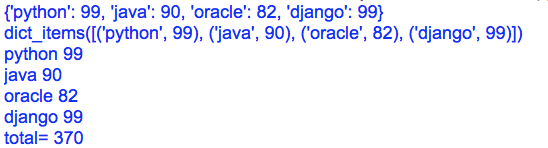 {'python': 99, 'java': 90, 'oracle': 82, 'django': 99}
dict_items([('python', 99), ('java', 90), ('oracle', 82), ('django', 99)])
python 99
java 90
oracle 82
django 99
total= 370